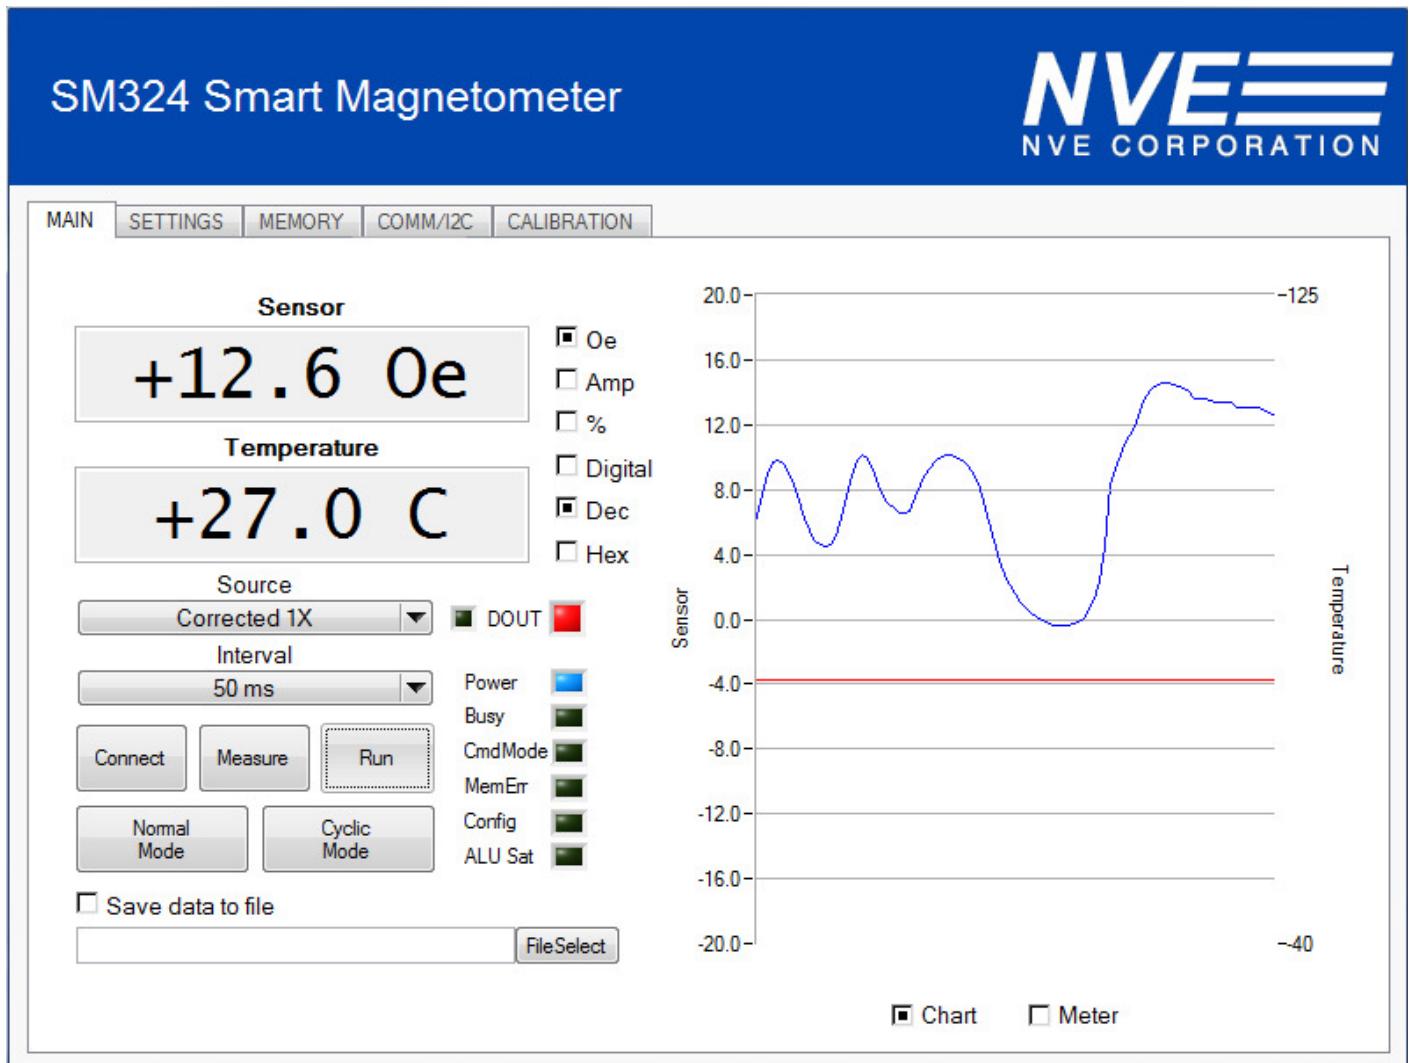 SM324 Smart Magnetometer
NVE
NVE CORPORATION
MAIN SETTINGS MEMORY COMM/I2C CALIBRATION
Sensor
+12.6 Oe
Oe
Amp
%
Temperature
+27.0 C
Digital
Dec
Hex
Source
Corrected 1X
DOUT
Interval
50 ms
Power
Busy
CmdMode
MemErr
Config
ALU Sat
Connect
Measure
Run
Normal
Mode
Cyclic
Mode
Save data to file
FileSelect
20.0
16.0
12.0
8.0
4.0
0.0
-4.0
-8.0
-12.0
-16.0
-20.0
Sensor
125
-40
Temperature
Chart
Meter